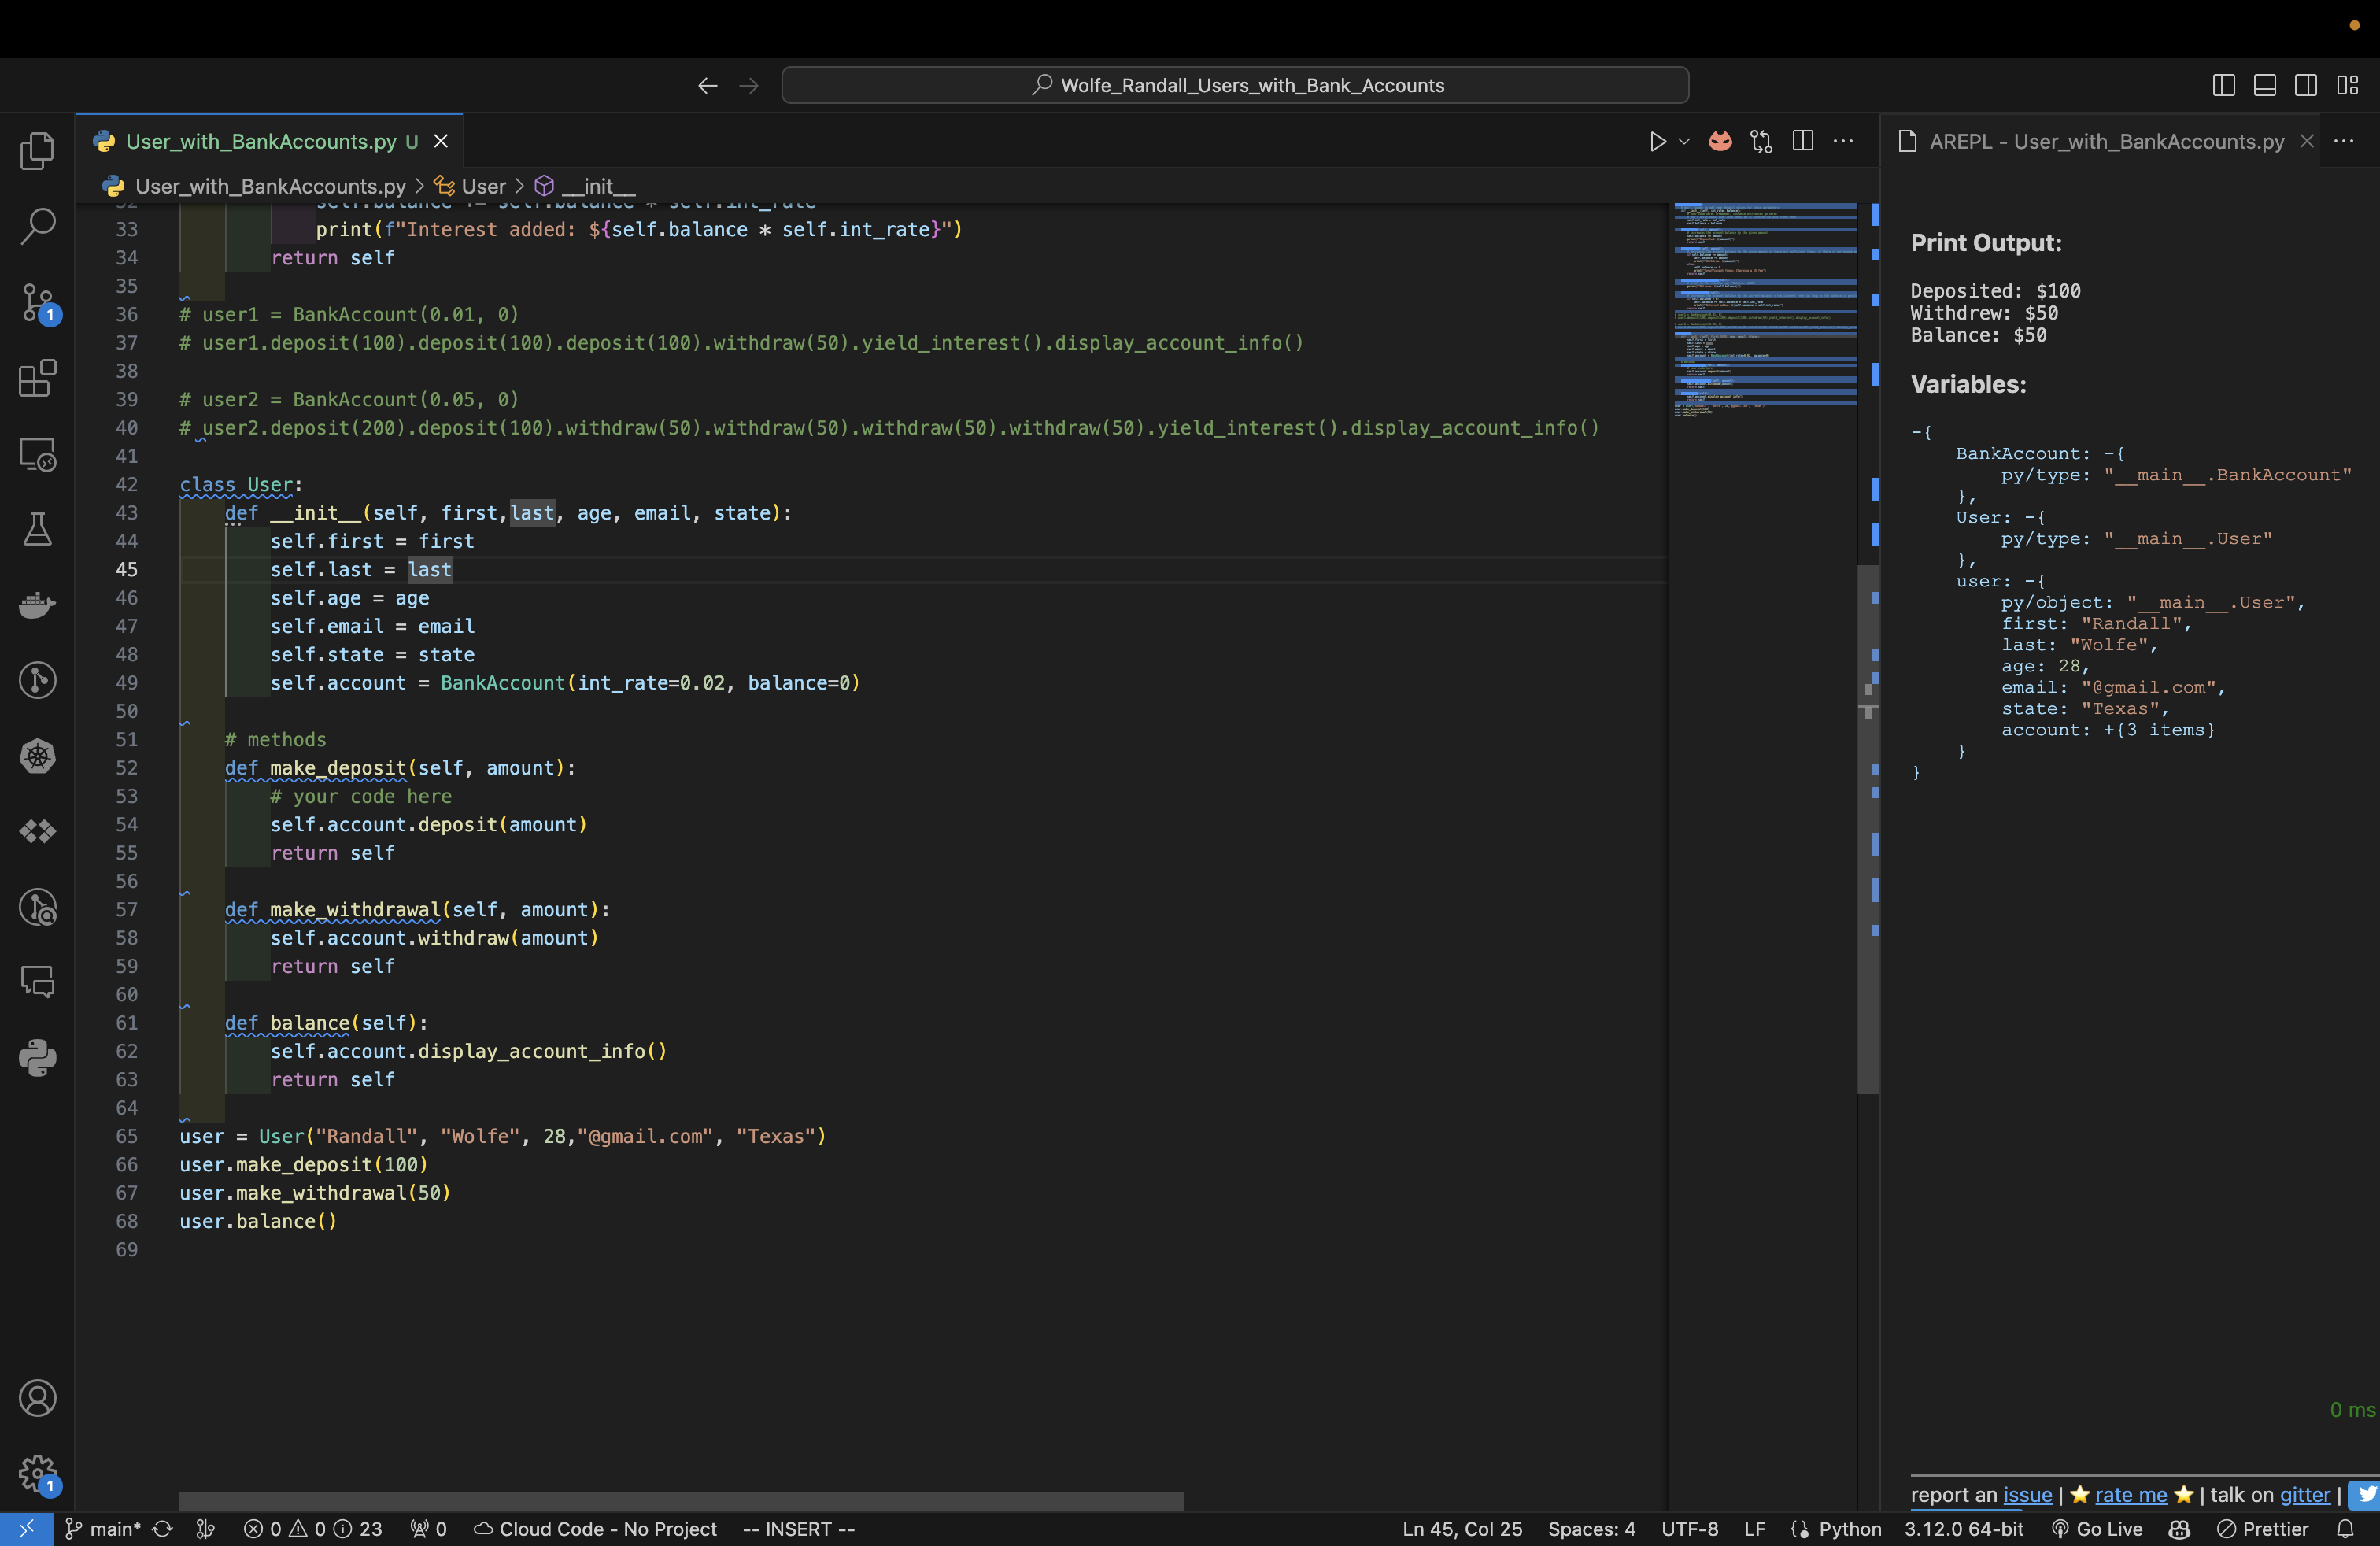 Wolfe_Randall_Users_with_Bank_Accounts
User_with_BankAccounts.py U
User_with_BankAccounts.py > User > __init__
32 self.balance += self.balance * self.int_rate
33 print(f"Interest added: ${self.balance * self.int_rate}")
34 return self
35
36 # user1 = BankAccount(0.01, 0)
37 # user1.deposit(100).deposit(100).deposit(100).withdraw(50).yield_interest().display_account_info()
38
39 # user2 = BankAccount(0.05, 0)
40 # user2.deposit(200).deposit(100).withdraw(50).withdraw(50).withdraw(50).withdraw(50).yield_interest().display_account_info()
41
42 class User:
43 def __init__(self, first,last, age, email, state):
44 self.first = first
45 self.last = last
46 self.age = age
47 self.email = email
48 self.state = state
49 self.account = BankAccount(int_rate=0.02, balance=0)
50
51 # methods
52 def make_deposit(self, amount):
53 # your code here
54 self.account.deposit(amount)
55 return self
56
57 def make_withdrawal(self, amount):
58 self.account.withdraw(amount)
59 return self
60
61 def balance(self):
62 self.account.display_account_info()
63 return self
64
65 user = User("Randall", "Wolfe", 28,"@gmail.com", "Texas")
66 user.make_deposit(100)
67 user.make_withdrawal(50)
68 user.balance()
69
AREPL - User_with_BankAccounts.py
Print Output:
Deposited: $100
Withdrew: $50
Balance: $50
Variables:
-{
BankAccount: -{
py/type: "__main__.BankAccount"
},
User: -{
py/type: "__main__.User"
},
user: -{
py/object: "__main__.User",
first: "Randall",
last: "Wolfe",
age: 28,
email: "@gmail.com",
state: "Texas",
account: +{3 items}
}
}
0 ms
report an issue | ⭐ rate me ⭐ | talk on gitter |
1
1
main* 0 0 23 0 Cloud Code - No Project -- INSERT -- Ln 45, Col 25 Spaces: 4 UTF-8 LF Python 3.12.0 64-bit Go Live Prettier